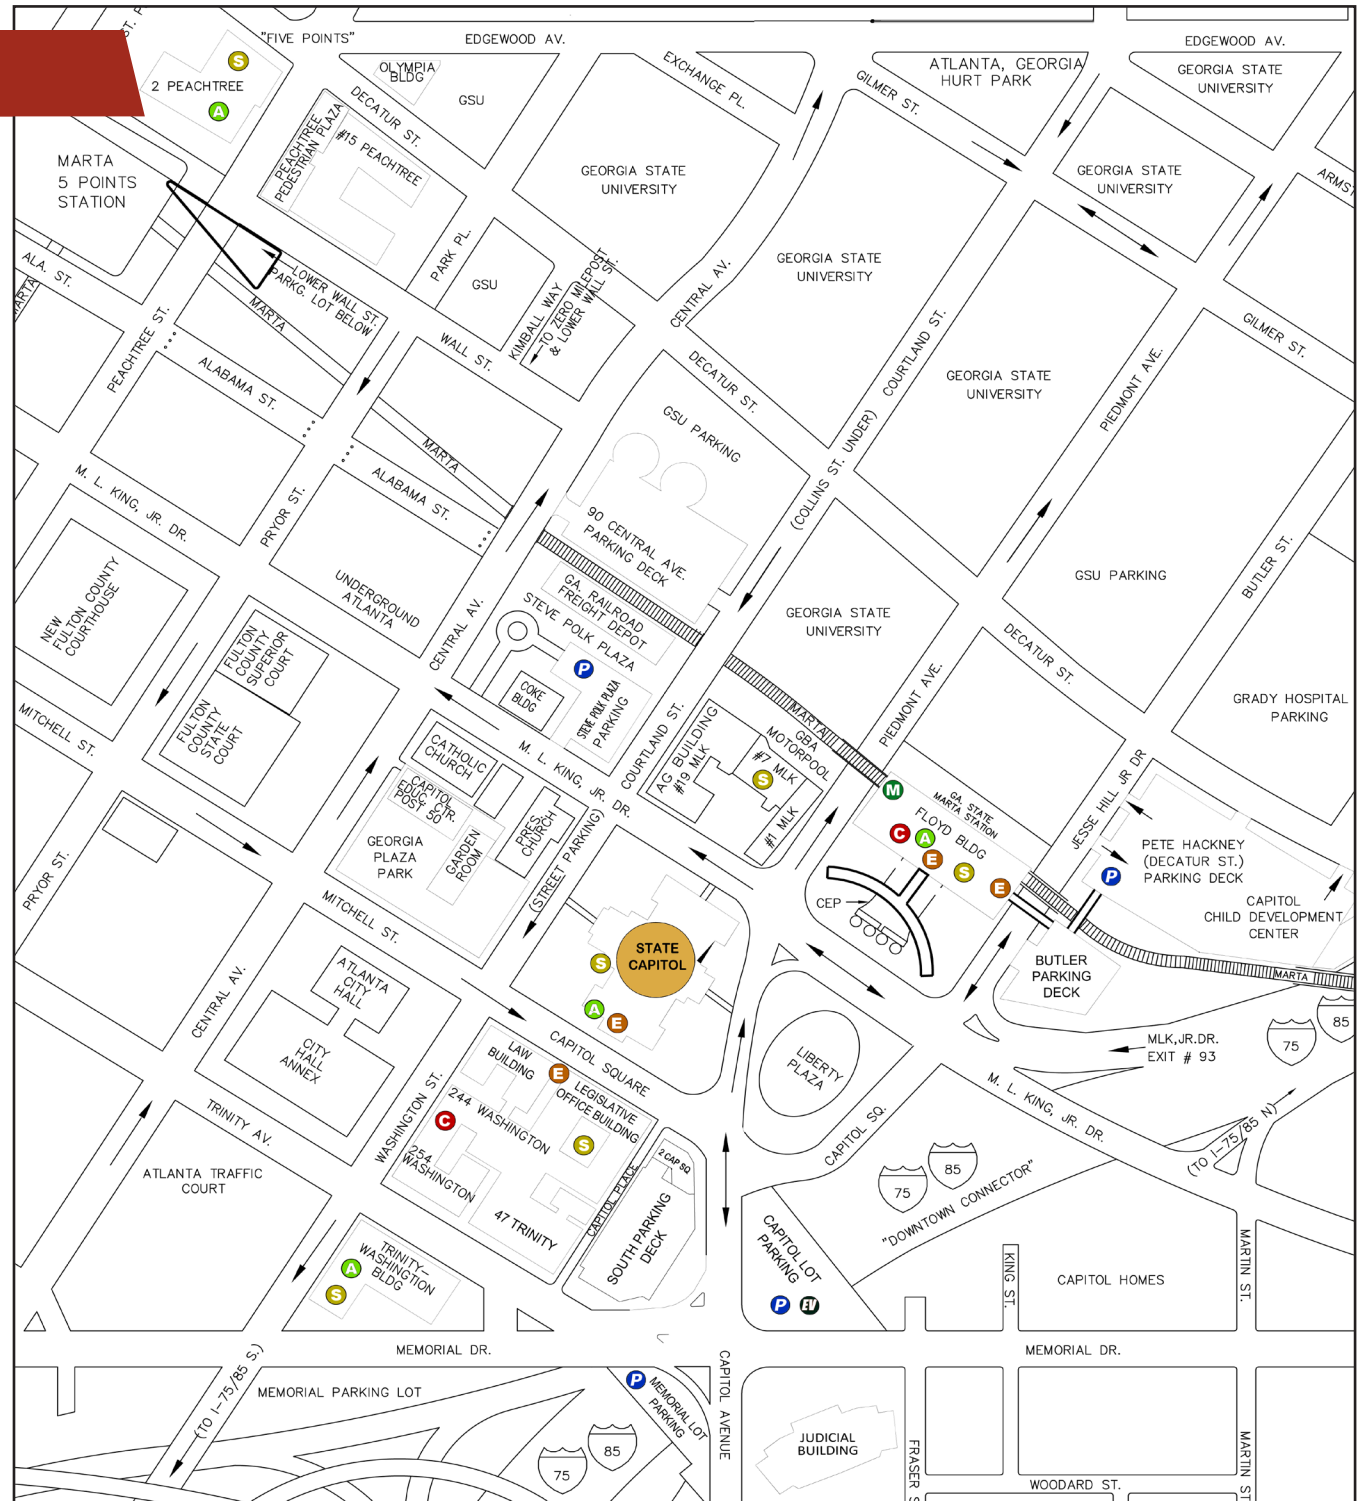 "FIVE POINTS"
EDGEWOOD AV.
EDGEWOOD AV.
2 PEACHTREE
S
A
OLYMPIA
BLDG
GSU
DECATUR ST.
EXCHANGE PL.
GILMER ST.
ATLANTA, GEORGIA
HURT PARK
GEORGIA STATE
UNIVERSITY
MARTA
5 POINTS
STATION
PEACHTREE
PEDESTRIAN PLAZA
#15 PEACHTREE
GEORGIA STATE
UNIVERSITY
GEORGIA STATE
UNIVERSITY
ALA. ST.
MARTA
LOWER WALL ST.
PARKG. LOT BELOW
MARTA
PARK PL.
GSU
KIMBALL WAY
TO ZERO MILEPOST
& LOWER WALL ST.
CENTRAL AV.
GEORGIA STATE
UNIVERSITY
PEACHTREE ST.
ALABAMA ST.
WALL ST.
DECATUR ST.
COURTLAND ST.
GEORGIA STATE
UNIVERSITY
PIEDMONT AVE.
GILMER ST.
M. L. KING, JR. DR.
PRYOR ST.
ALABAMA ST.
MARTA
GSU PARKING
(COLLINS ST. UNDER)
90 CENTRAL AVE.
PARKING DECK
GSU PARKING
BUTLER ST.
NEW
FULTON COUNTY
COURTHOUSE
UNDERGROUND
ATLANTA
CENTRAL AV.
GA. RAILROAD
FREIGHT DEPOT
STEVE POLK PLAZA
GEORGIA STATE
UNIVERSITY
DECATUR ST.
FULTON
COUNTY
SUPERIOR
COURT
FULTON
COUNTY
STATE
COURT
MITCHELL ST.
P
COKE
BLDG
STEVE POLK PLAZA
PARKING
M. L. KING, JR. DR.
COURTLAND ST.
AG BUILDING
#19 MLK
MARTA
GBA
MOTORPOOL
#7 MLK
S
#1 MLK
PIEDMONT AVE.
GRADY HOSPITAL
PARKING
CATHOLIC
CHURCH
CAPITOL
EDUC. CTR.
POST 50
GEORGIA
PLAZA
PARK
GARDEN
ROOM
PRES.
CHURCH
(STREET PARKING)
M
GA. STATE
MARTA STATION
FLOYD BLDG
C
A
E
S
E
CEP
JESSE HILL JR DR
PETE HACKNEY
(DECATUR ST.)
PARKING DECK
P
CAPITOL
CHILD DEVELOPMENT
CENTER
PRYOR ST.
MITCHELL ST.
STATE
CAPITOL
S
A
E
BUTLER
PARKING
DECK
MARTA
85
75
MLK,JR.DR.
EXIT # 93
CENTRAL AV.
ATLANTA
CITY
HALL
CITY
HALL
ANNEX
CAPITOL SQUARE
LIBERTY
PLAZA
CAPITOL SQ.
M. L. KING, JR. DR.
(TO I-75/85 N)
TRINITY AV.
WASHINGTON ST.
LAW
BUILDING
E
LEGISLATIVE
OFFICE BUILDING
244 WASHINGTON
C
S
254
WASHINGTON
47 TRINITY
CAPITOL PLACE
2 CAP SQ
SOUTH PARKING
DECK
ATLANTA TRAFFIC
COURT
75
85
"DOWNTOWN CONNECTOR"
TRINITY-
WASHINGTON
BLDG
A
S
CAPITOL LOT
PARKING
P
EV
KING ST.
CAPITOL HOMES
MARTIN ST.
MEMORIAL DR.
MEMORIAL DR.
(TO I-75/85 S.)
MEMORIAL PARKING LOT
P
MEMORIAL LOT
PARKING
CAPITOL AVENUE
85
75
JUDICIAL
BUILDING
FRASER
MARTIN ST
WOODARD ST.